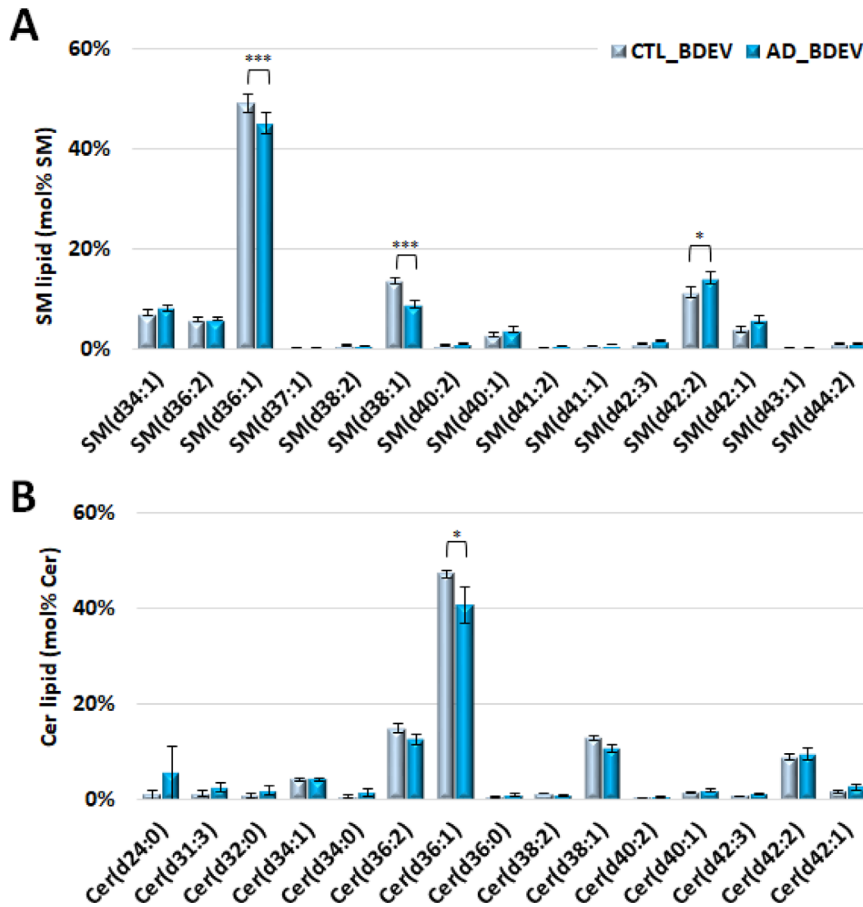 A
CTL_BDEV AD_BDEV
60%
40%
20%
0%
SM lipid (mol% SM)
***
***
*
SM(d34:1)
SM(d36:2)
SM(d36:1)
SM(d37:1)
SM(d38:2)
SM(d38:1)
SM(d40:2)
SM(d40:1)
SM(d41:2)
SM(d41:1)
SM(d42:3)
SM(d42:2)
SM(d42:1)
SM(d43:1)
SM(d44:2)
B
60%
40%
20%
0%
Cer lipid (mol% Cer)
*
Cer(d24:0)
Cer(d31:3)
Cer(d32:0)
Cer(d34:1)
Cer(d34:0)
Cer(d36:2)
Cer(d36:1)
Cer(d36:0)
Cer(d38:2)
Cer(d38:1)
Cer(d40:2)
Cer(d40:1)
Cer(d42:3)
Cer(d42:2)
Cer(d42:1)